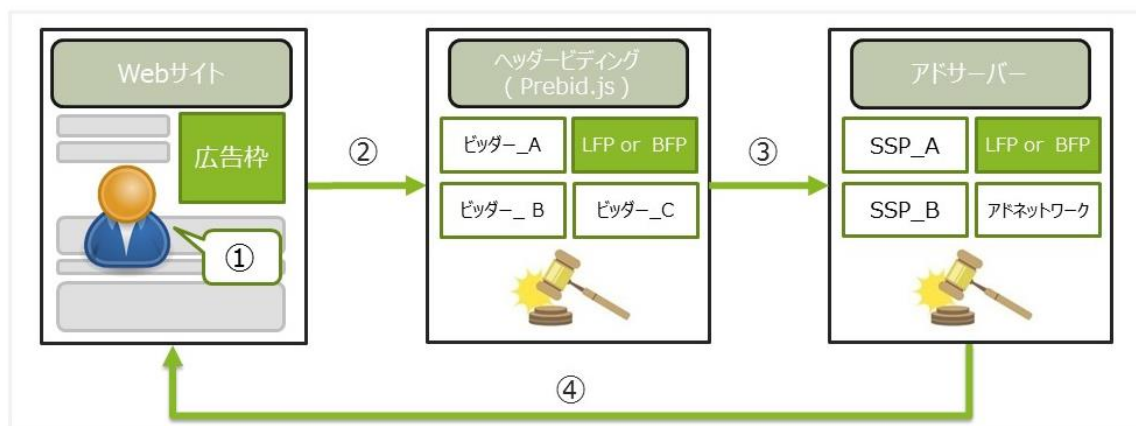 Webサイト
広告枠
①
②
ヘッダービディング
( Prebid.js )
ビッダー_A
LFP or BFP
ビッダー_ B
ビッダー_C
③
アドサーバー
SSP_A
LFP or BFP
SSP_B
アドネットワーク
④